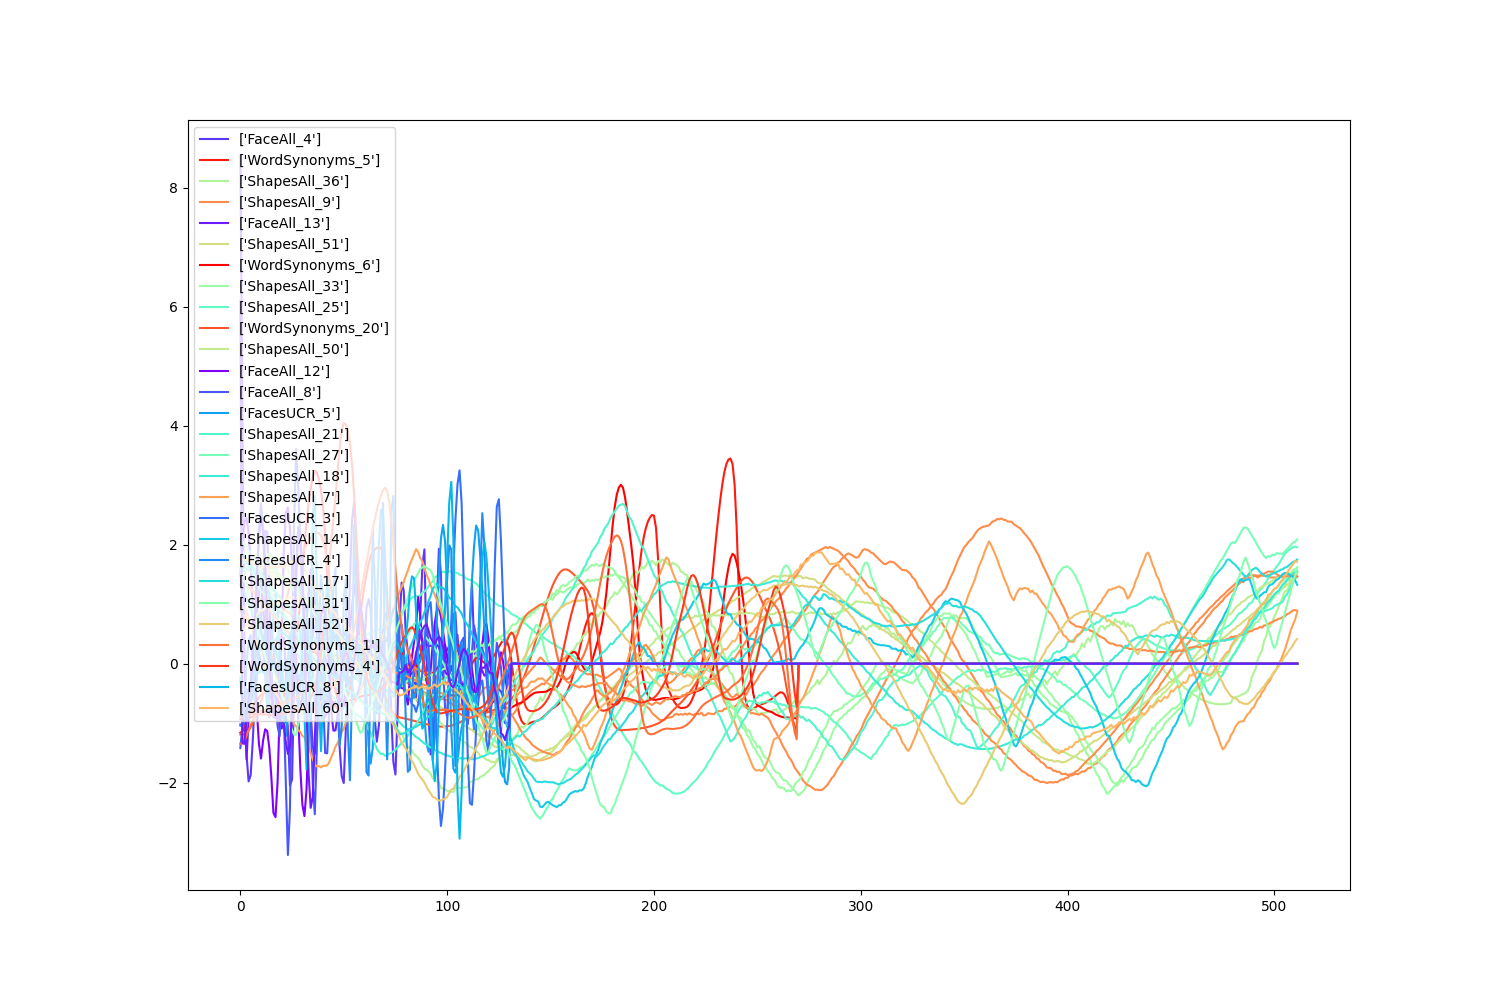 ['FaceAll_4']
['WordSynonyms_5']
['ShapesAll_36']
['ShapesAll_9']
['FaceAll_13']
['ShapesAll_51']
['WordSynonyms_6']
['ShapesAll_33']
['ShapesAll_25']
['WordSynonyms_20']
['ShapesAll_50']
['FaceAll_12']
['FaceAll_8']
['FacesUCR_5']
['ShapesAll_21']
['ShapesAll_27']
['ShapesAll_18']
['ShapesAll_7']
['FacesUCR_3']
['ShapesAll_14']
['FacesUCR_4']
['ShapesAll_17']
['ShapesAll_31']
['ShapesAll_52']
['WordSynonyms_1']
['WordSynonyms_4']
['FacesUCR_8']
['ShapesAll_60']
8
6
4
2
0
−2
0 100 200 300 400 500